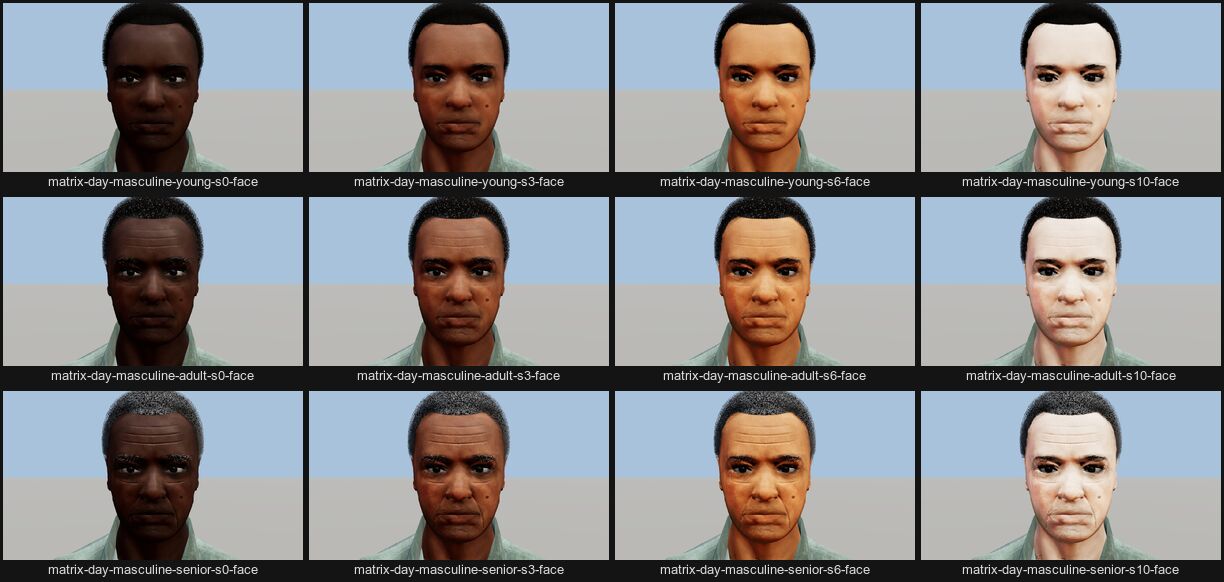 matrix-day-masculine-young-s0-face
matrix-day-masculine-young-s3-face
matrix-day-masculine-young-s6-face
matrix-day-masculine-young-s10-face
matrix-day-masculine-adult-s0-face
matrix-day-masculine-adult-s3-face
matrix-day-masculine-adult-s6-face
matrix-day-masculine-adult-s10-face
matrix-day-masculine-senior-s0-face
matrix-day-masculine-senior-s3-face
matrix-day-masculine-senior-s6-face
matrix-day-masculine-senior-s10-face